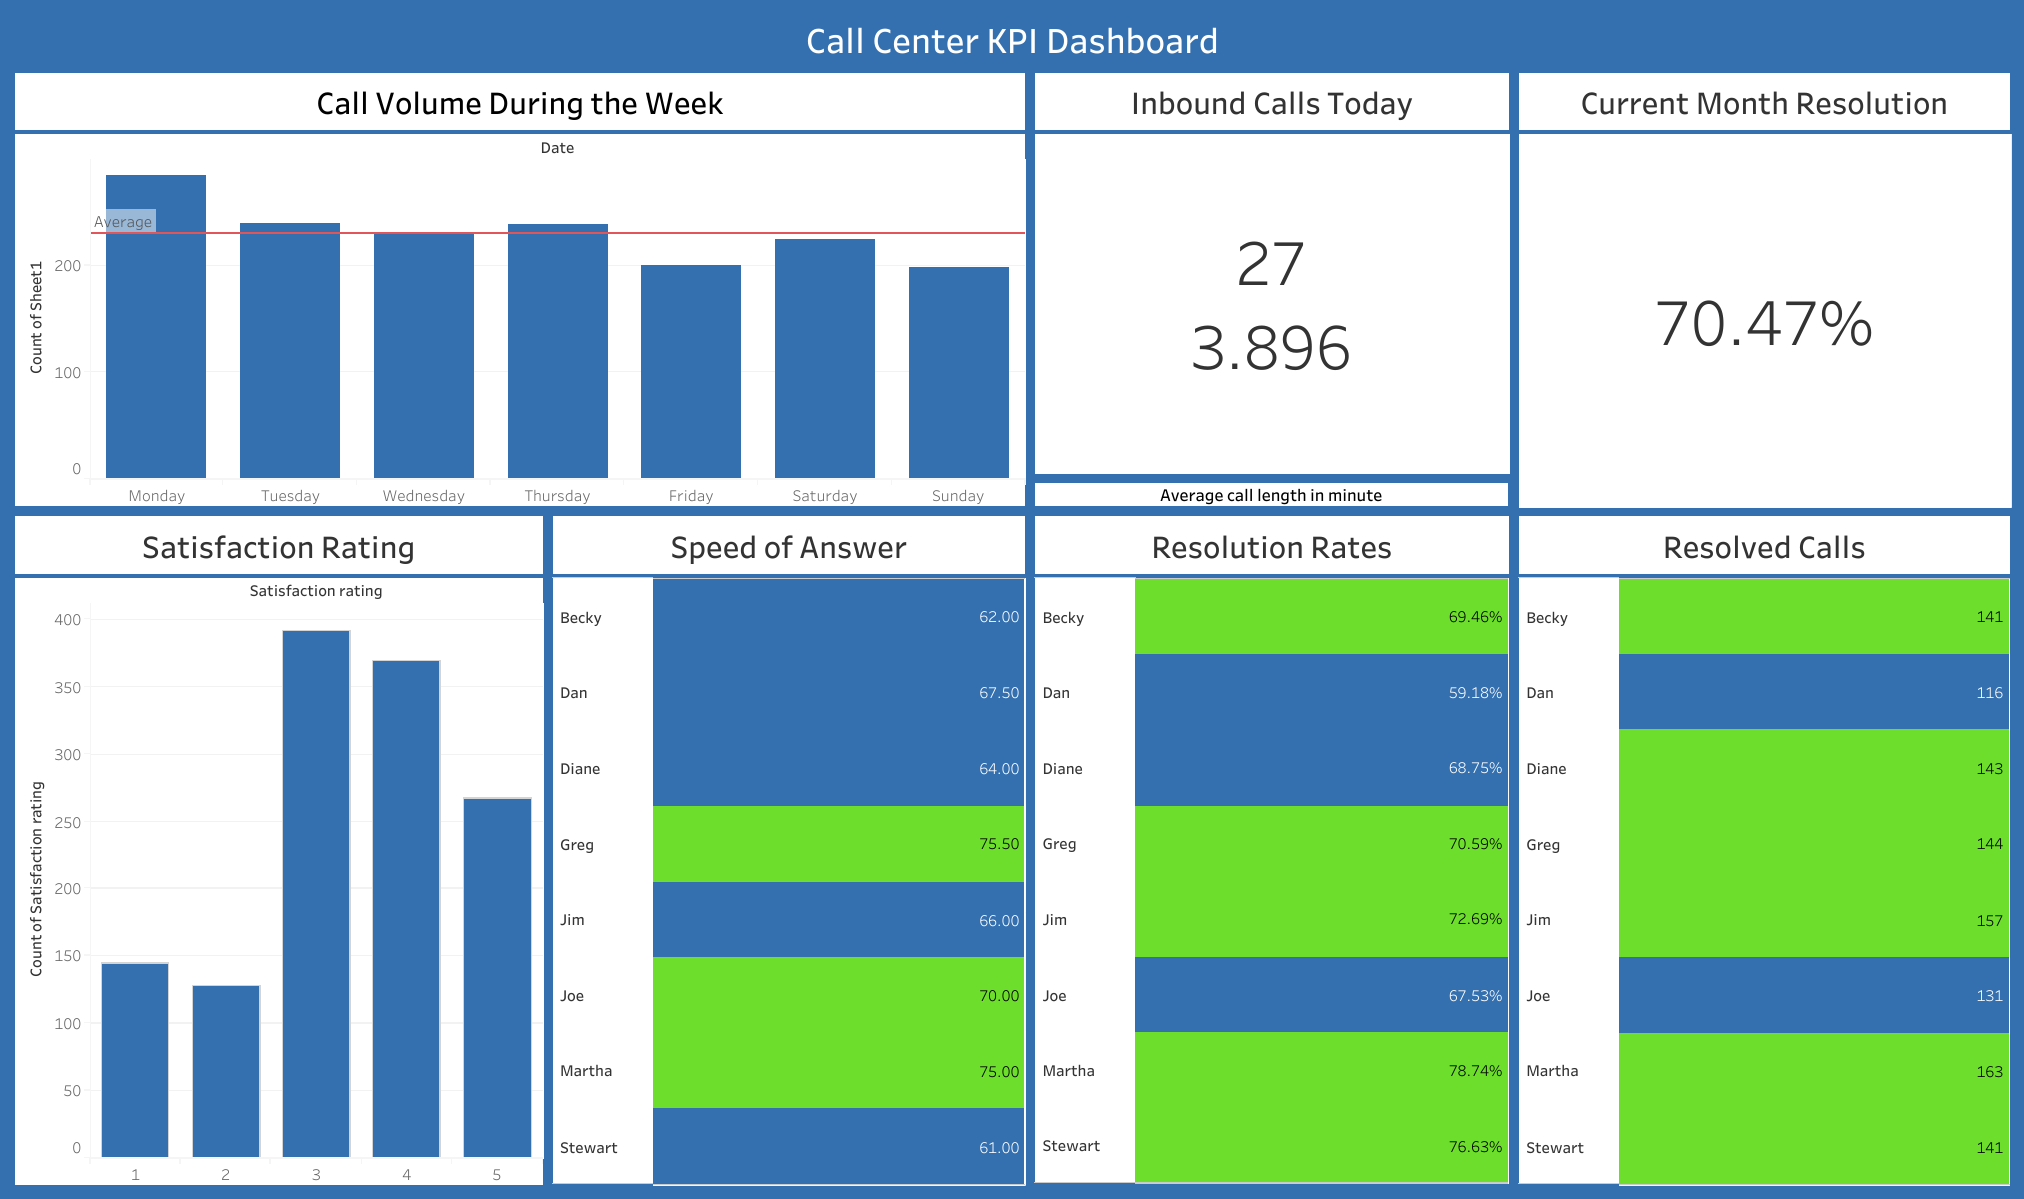 Call Center KPI Dashboard
Call Volume During the Week
Date
Average
Count of Sheet1
200
100
0
Monday Tuesday Wednesday Thursday Friday Saturday Sunday
Inbound Calls Today
27
3.896
Average call length in minute
Current Month Resolution
70.47%
Satisfaction Rating
Satisfaction rating
Count of Satisfaction rating
400
350
300
250
200
150
100
50
0
1 2 3 4 5
Speed of Answer
Becky 62.00
Dan 67.50
Diane 64.00
Greg 75.50
Jim 66.00
Joe 70.00
Martha 75.00
Stewart 61.00
Resolution Rates
Becky 69.46%
Dan 59.18%
Diane 68.75%
Greg 70.59%
Jim 72.69%
Joe 67.53%
Martha 78.74%
Stewart 76.63%
Resolved Calls
Becky 141
Dan 116
Diane 143
Greg 144
Jim 157
Joe 131
Martha 163
Stewart 141